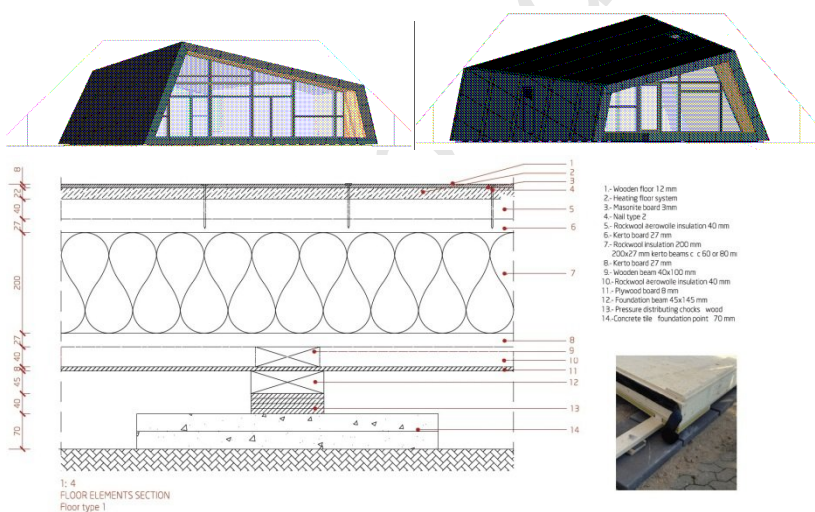 1
2
3
4
5
6
7
8
9
10
11
12
13
14
8
22
40
27
200
27
40
8
45
40
70
1.- Wooden floor 12 mm
2.- Heating floor system
3.- Masonite board 3mm
4.- Nail type 2
5.- Rockwool aerowolle insulation 40 mm
6.- Kerto board 27 mm
7.- Rockwool insulation 200 mm
200x27 mm kerto beams c c 60 or 80 m
8.- Kerto board 27 mm
9.- Wooden beam 40x100 mm
10.- Rockwool aerowolle insulation 40 mm
11.- Plywood board 8 mm
12.- Foundation beam 45x145 mm
13.- Pressure distributing chocks wood
14.- Concrete tile foundation point 70 mm
1: 4
FLOOR ELEMENTS SECTION
Floor type 1